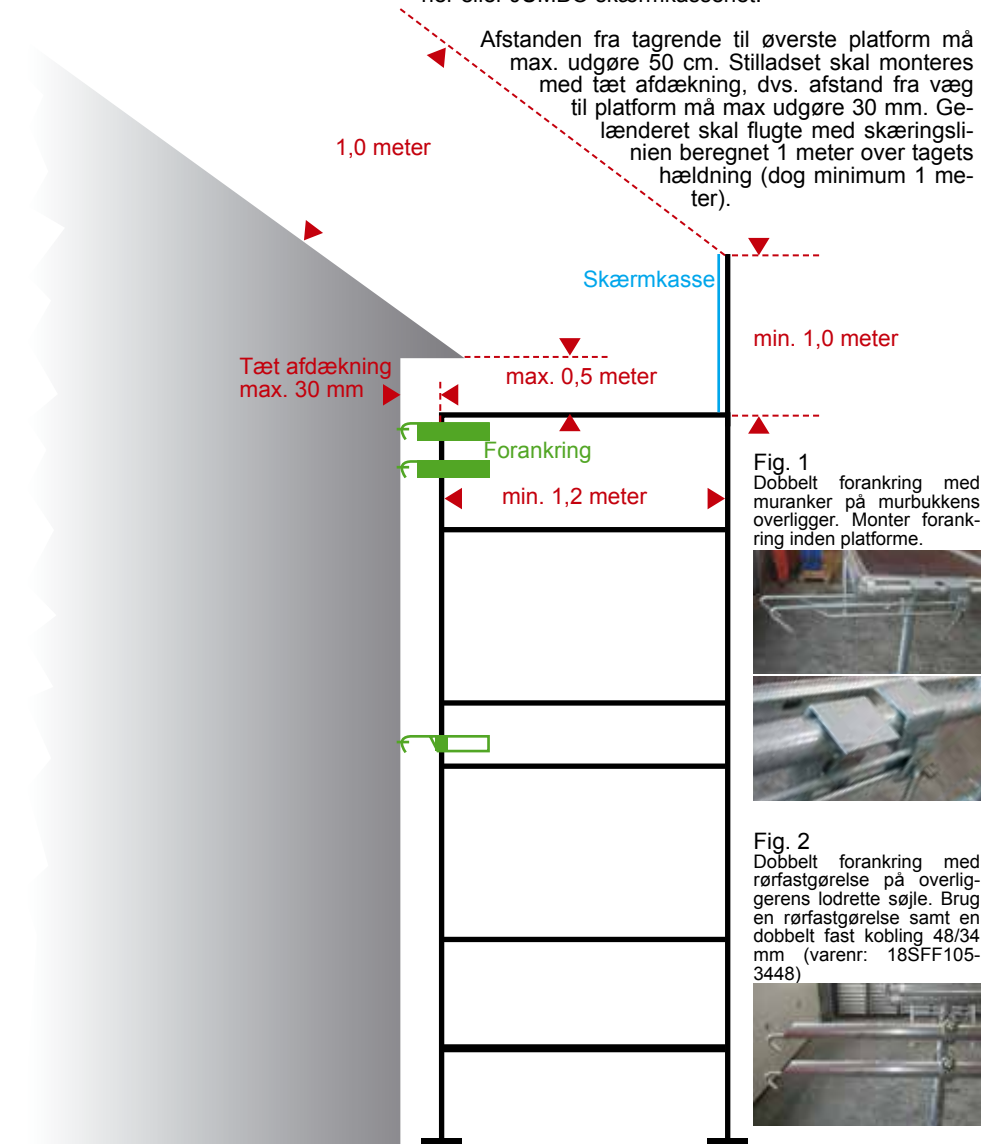 Afstanden fra tagrende til øverste platform må
max. udgøre 50 cm. Stilladset skal monteres
med tæt afdækning, dvs. afstand fra væg
til platform må max udgøre 30 mm. Ge-
lænderet skal flugte med skæringsli-
nien beregnet 1 meter over tagets
hældning (dog minimum 1 me-
ter).
1,0 meter
Skærmkasse
min. 1,0 meter
Tæt afdækning
max. 30 mm
max. 0,5 meter
Forankring
min. 1,2 meter
Fig. 1
Dobbelt forankring med
muranker på murbukkens
overligger. Monter forank-
ring inden platforme.
Fig. 2
Dobbelt forankring med
rørfastgørelse på overlig-
gerens lodrette søjle. Brug
en rørfastgørelse samt en
dobbelt fast kobling 48/34
mm (varenr: 18SFF105-
3448)